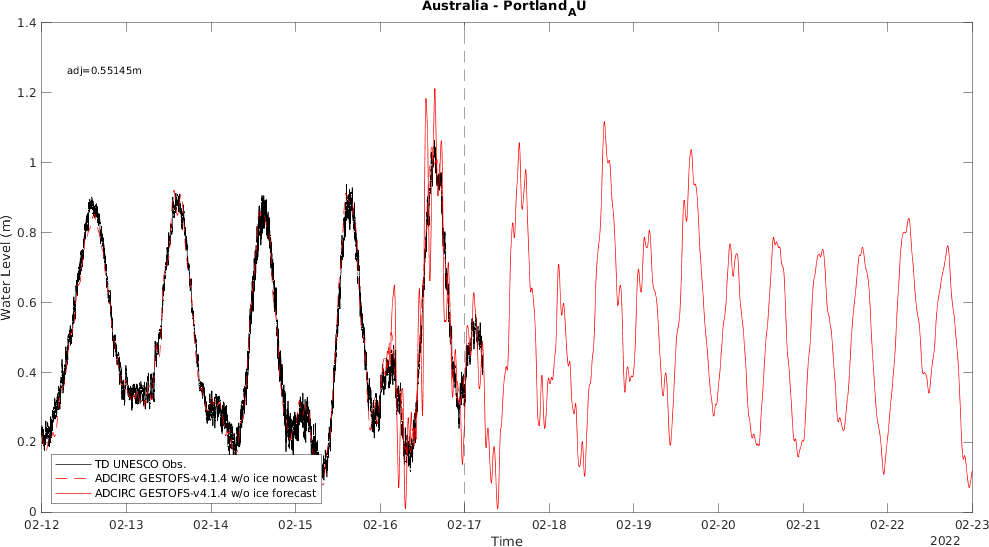 Australia - Portland_AU
adj=0.55145m
Water Level (m)
1.4
1.2
1
0.8
0.6
0.4
0.2
0
TD UNESCO Obs.
ADCIRC GESTOFS-v4.1.4 w/o ice nowcast
ADCIRC GESTOFS-v4.1.4 w/o ice forecast
02-12 02-13 02-14 02-15 02-16 02-17 02-18 02-19 02-20 02-21 02-22 02-23
Time
2022